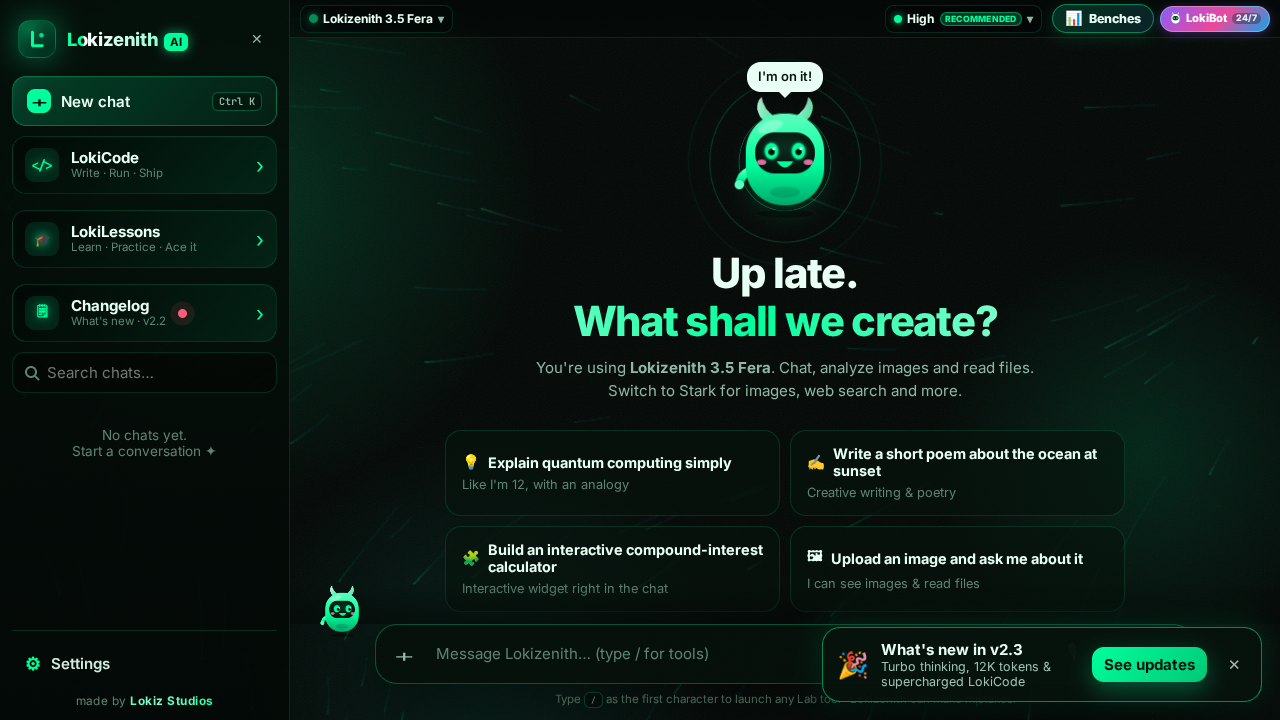 Lokizenith AI
New chat
Ctrl K
</>
LokiCode
Write · Run · Ship
LokiLessons
Learn · Practice · Ace it
Changelog
What's new · v2.2
Search chats...
No chats yet.
Start a conversation ✦
Settings
made by Lokiz Studios
Lokizenith 3.5 Fera
High RECOMMENDED
Benches
LokiBot 24/7
I'm on it!
Up late.
What shall we create?
You're using Lokizenith 3.5 Fera. Chat, analyze images and read files.
Switch to Stark for images, web search and more.
Explain quantum computing simply
Like I'm 12, with an analogy
Write a short poem about the ocean at
sunset
Creative writing & poetry
Build an interactive compound-interest
calculator
Interactive widget right in the chat
Upload an image and ask me about it
I can see images & read files
Message Lokizenith... (type / for tools)
Type / as the first character to launch any Lab
What's new in v2.3
Turbo thinking, 12K tokens &
supercharged LokiCode
See updates